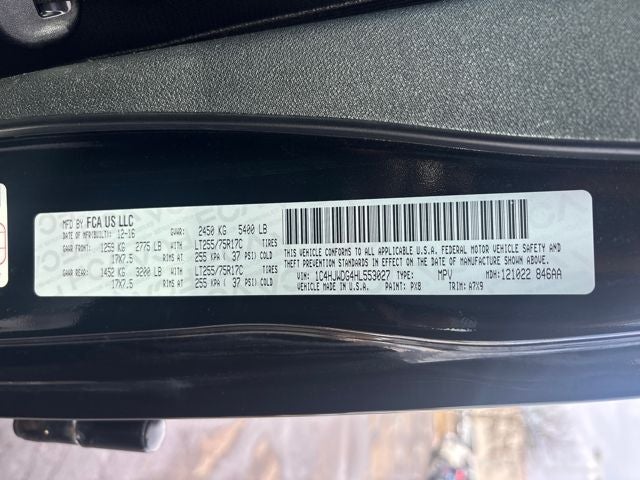 MFD BY FCA US LLC
DATE OF MFR(BUILT): 12-16 GVWR: 2450 KG 5400 LB
GAWR FRONT: 1259 KG 2775 LB WITH LT255/75R17C TIRES
17X7.5 RIMS AT 255 KPA ( 37 PSI) COLD
GAWR REAR: 1452 KG 3200 LB WITH LT255/75R17C TIRES
17X7.5 RIMS AT 255 KPA ( 37 PSI) COLD
THIS VEHICLE CONFORMS TO ALL APPLICABLE U.S.A. FEDERAL MOTOR VEHICLE SAFETY,
BUMPER, AND THEFT PREVENTION
STANDARDS IN EFFECT ON THE DATE OF MANUFACTURE SHOWN ABOVE.
VIN: 1C4HJWDG4HL553027 TYPE: MPV MDH: 121022 846AA
VEHICLE MADE IN U.S.A. PAINT: PX8 TRIM: A7X9